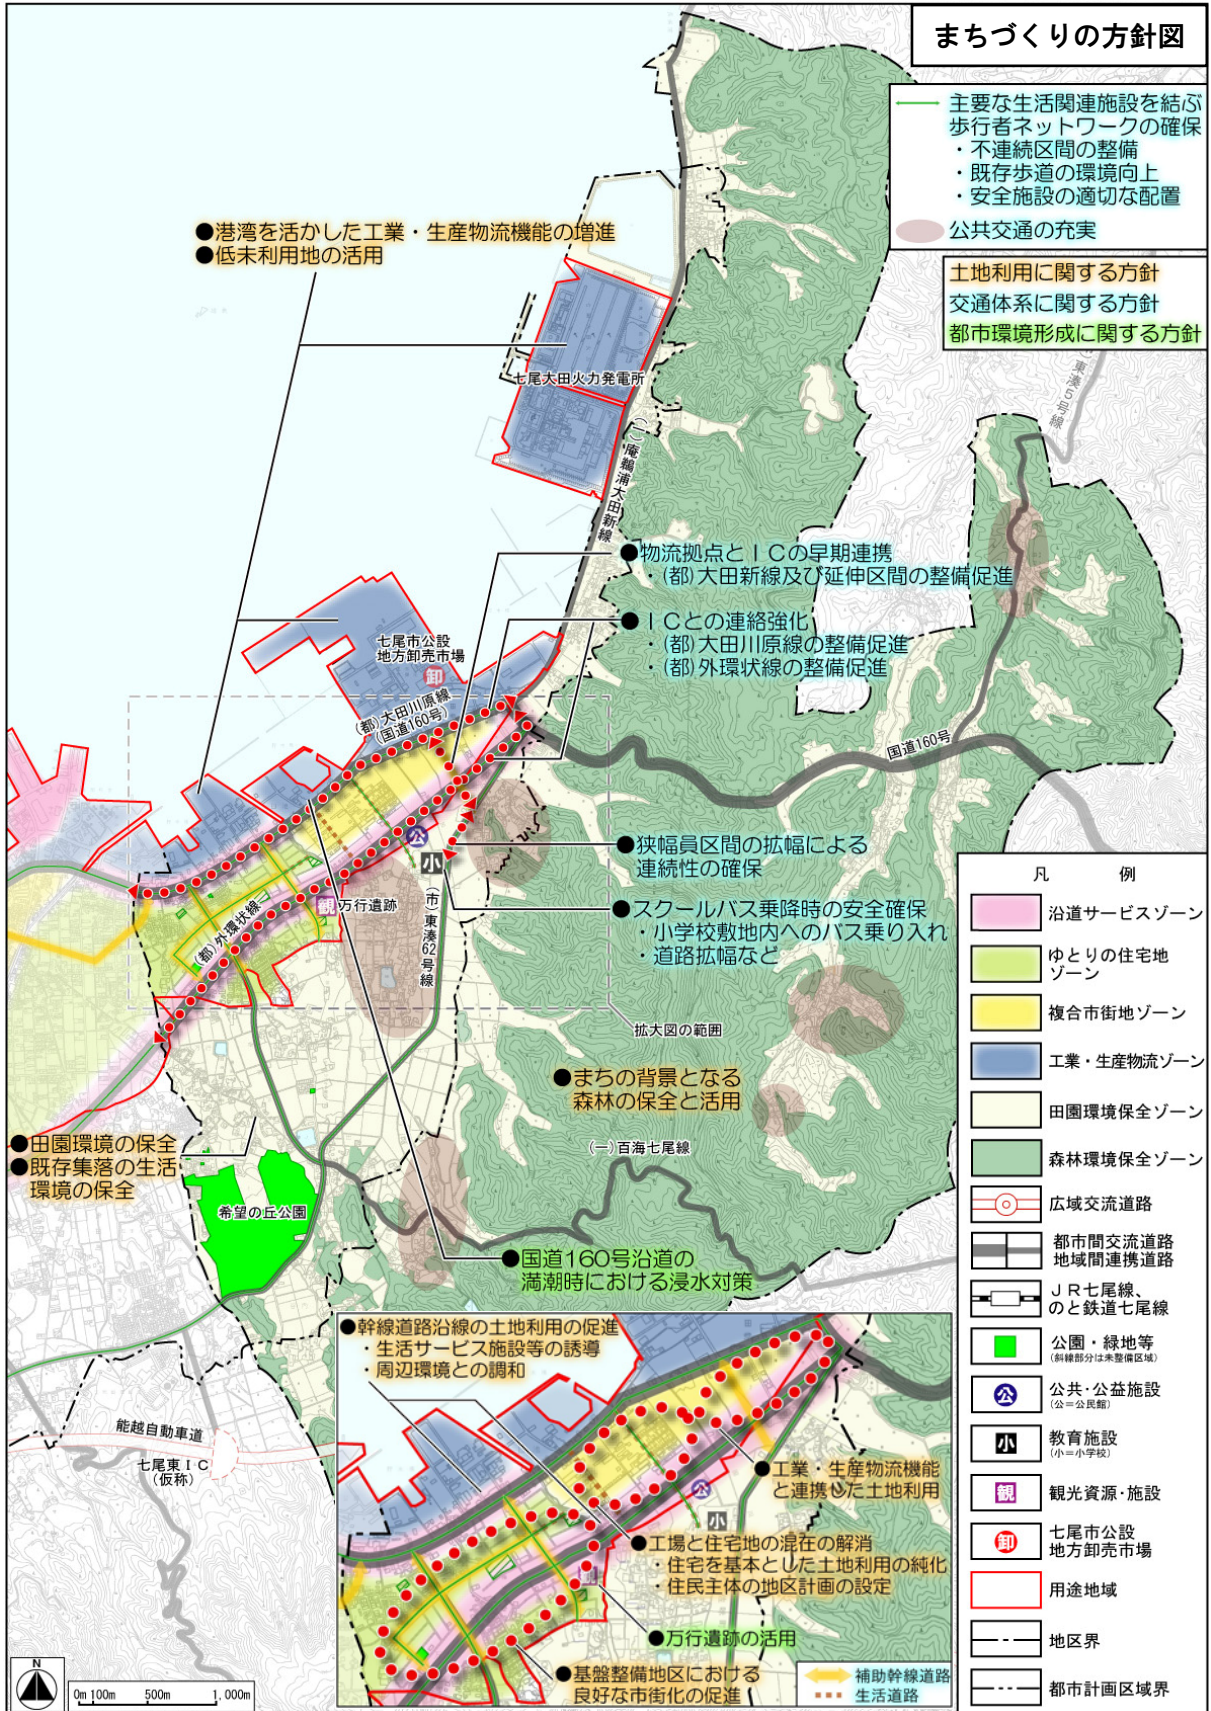 まちづくりの方針図
主要な生活関連施設を結ぶ
歩行者ネットワークの確保
・不連続区間の整備
・既存歩道の環境向上
・安全施設の適切な配置
公共交通の充実
土地利用に関する方針
交通体系に関する方針
都市環境形成に関する方針
●港湾を活かした工業・生産物流機能の増進
●低未利用地の活用
東湊5号線
七尾大田火力発電所
(一)庵鵜浦大田新線
●物流拠点とICの早期連携
・(都)大田新線及び延伸区間の整備促進
●ICとの連絡強化
・(都)大田川原線の整備促進
・(都)外環状線の整備促進
七尾市公設
地方卸売市場
卸
(都)大田川原線
(国道160号)
国道160号
●狭幅員区間の拡幅による
連続性の確保
公
小
観
万行遺跡
(都)外環状線
(市)東湊62号線
●スクールバス乗降時の安全確保
・小学校敷地内へのバス乗り入れ
・道路拡幅など
拡大図の範囲
●まちの背景となる
森林の保全と活用
(一)百海七尾線
●田園環境の保全
●既存集落の生活
環境の保全
希望の丘公園
●国道160号沿道の
満潮時における浸水対策
能越自動車道
七尾東IC
(仮称)
●幹線道路沿線の土地利用の促進
・生活サービス施設等の誘導
・周辺環境との調和
●工業・生産物流機能
と連携した土地利用
公
小
●工場と住宅地の混在の解消
・住宅を基本とした土地利用の純化
・住民主体の地区計画の設定
●万行遺跡の活用
●基盤整備地区における
良好な市街化の促進
補助幹線道路
生活道路
凡 例
沿道サービスゾーン
ゆとりの住宅地
ゾーン
複合市街地ゾーン
工業・生産物流ゾーン
田園環境保全ゾーン
森林環境保全ゾーン
広域交流道路
都市間交流道路
地域間連携道路
JR七尾線、
のと鉄道七尾線
公園・緑地等
(斜線部分は未整備区域)
公
公共・公益施設
(公=公民館)
小
教育施設
(小=小学校)
観
観光資源・施設
卸
七尾市公設
地方卸売市場
用途地域
地区界
都市計画区域界
N
0m 100m 500m 1,000m